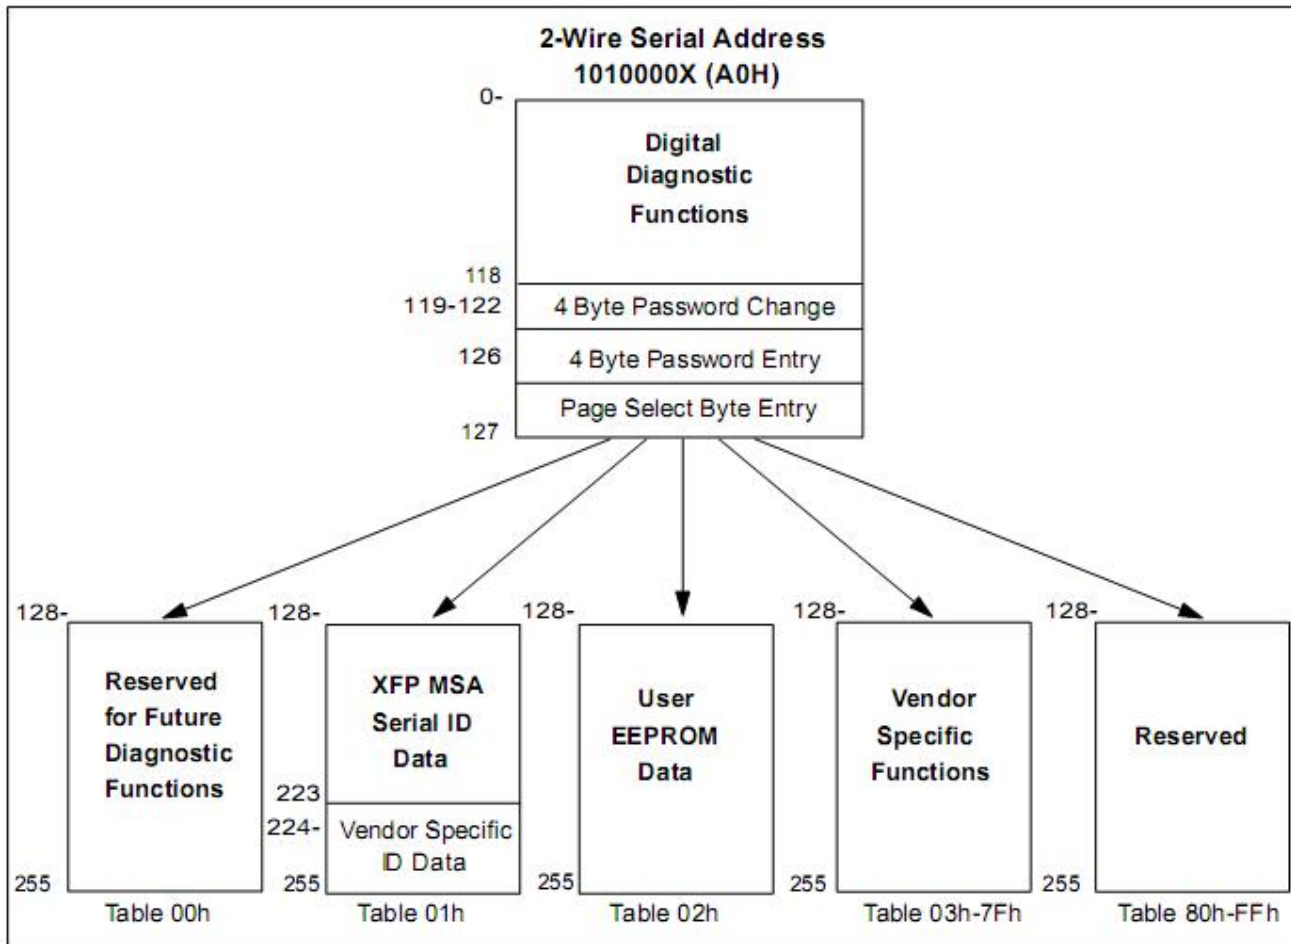 2-Wire Serial Address
1010000X (A0H)
0-
Digital
Diagnostic
Functions
118
119-122
4 Byte Password Change
126
4 Byte Password Entry
Page Select Byte Entry
127
128-
Reserved
for Future
Diagnostic
Functions
255
Table 00h
128-
XFP MSA
Serial ID
Data
223
224-
Vendor Specific
ID Data
255
Table 01h
128-
User
EEPROM
Data
255
Table 02h
128-
Vendor
Specific
Functions
255
Table 03h-7Fh
128-
Reserved
255
Table 80h-FFh